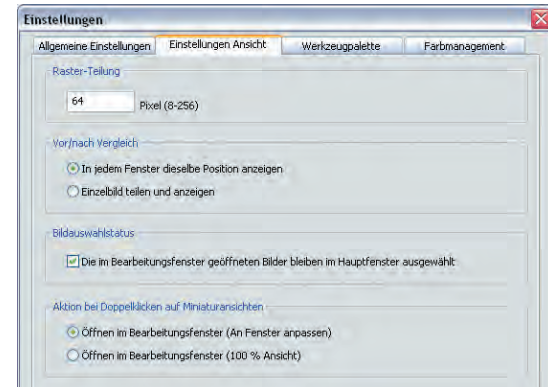 Einstellungen
Allgemeine Einstellungen Einstellungen Ansicht Werkzeugpalette Farbmanagement
Raster-Teilung
64 Pixel (8-256)
Vor/nach Vergleich
In jedem Fenster dieselbe Position anzeigen
Einzelbild teilen und anzeigen
Bildauswahlstatus
Die im Bearbeitungsfenster geöffneten Bilder bleiben im Hauptfenster ausgewählt
Aktion bei Doppelklicken auf Miniaturansichten
Öffnen im Bearbeitungsfenster (An Fenster anpassen)
Öffnen im Bearbeitungsfenster (100 % Ansicht)